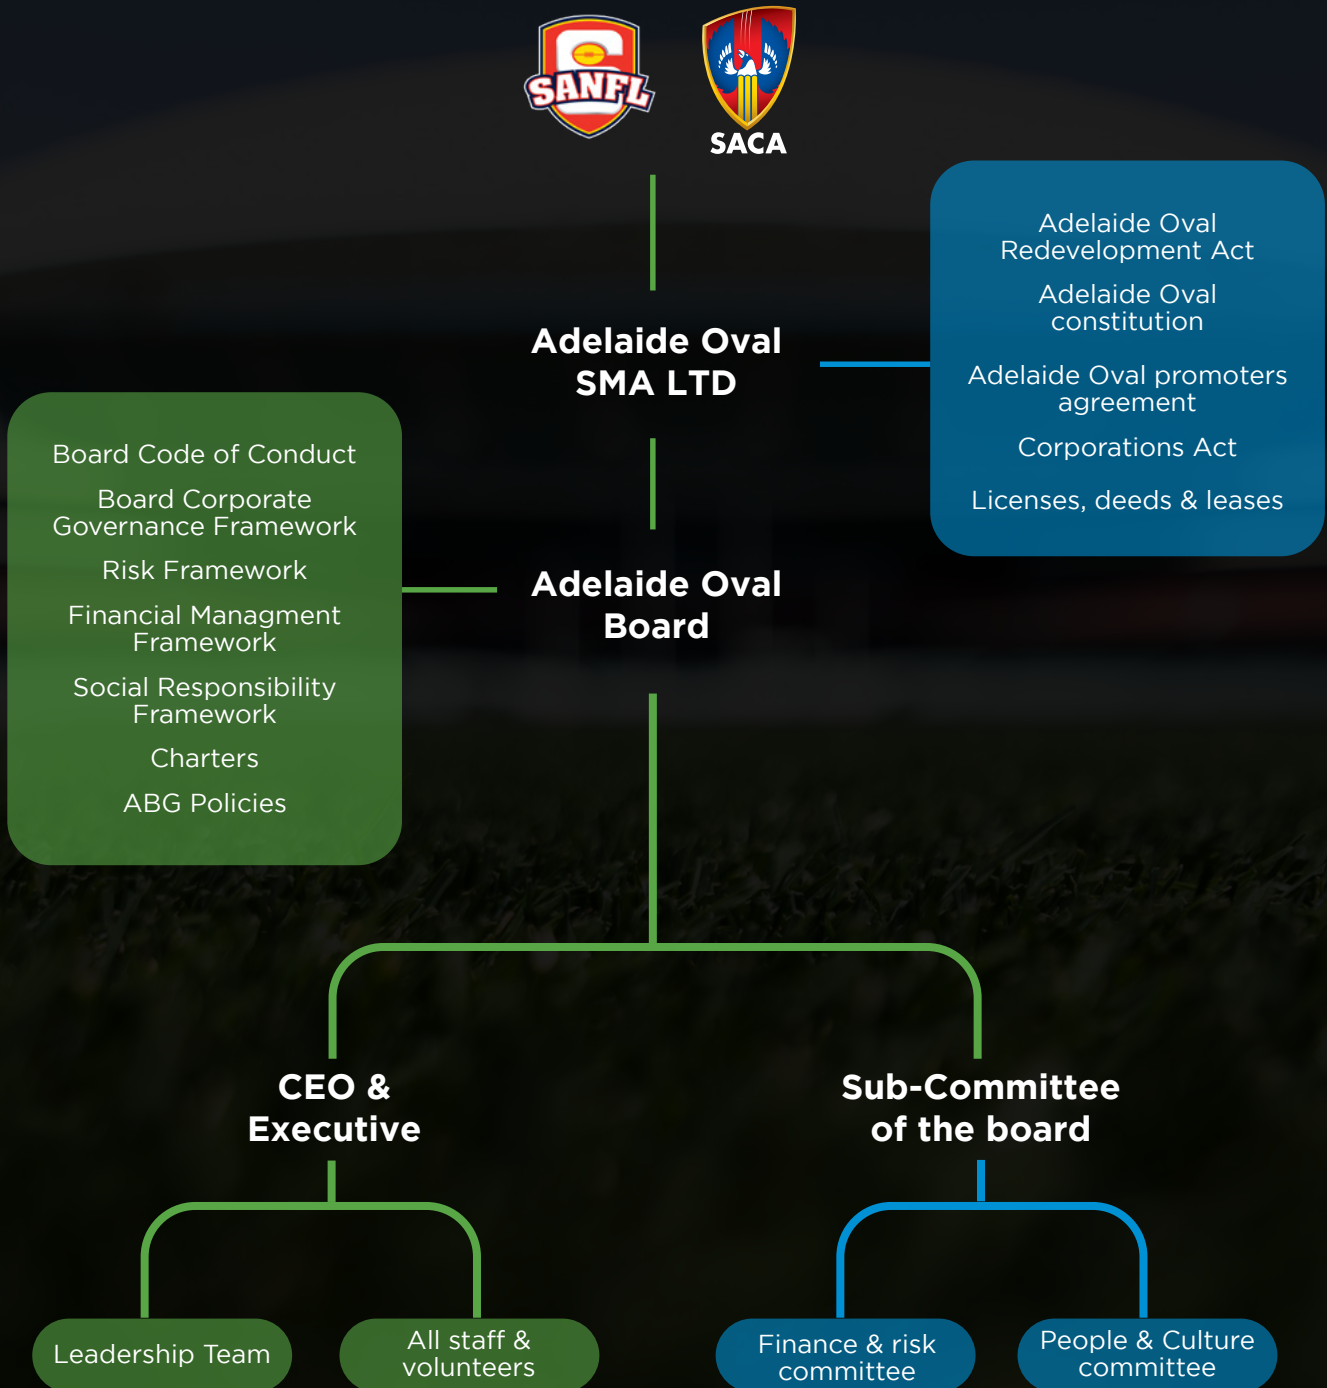 SANFL
SACA
Adelaide Oval
Redevelopment Act
Adelaide Oval
constitution
Adelaide Oval promoters
agreement
Corporations Act
Licenses, deeds & leases
Adelaide Oval
SMA LTD
Board Code of Conduct
Board Corporate
Governance Framework
Risk Framework
Financial Managment
Framework
Social Responsibility
Framework
Charters
ABG Policies
Adelaide Oval
Board
CEO &
Executive
Sub-Committee
of the board
Leadership Team
All staff &
volunteers
Finance & risk
committee
People & Culture
committee